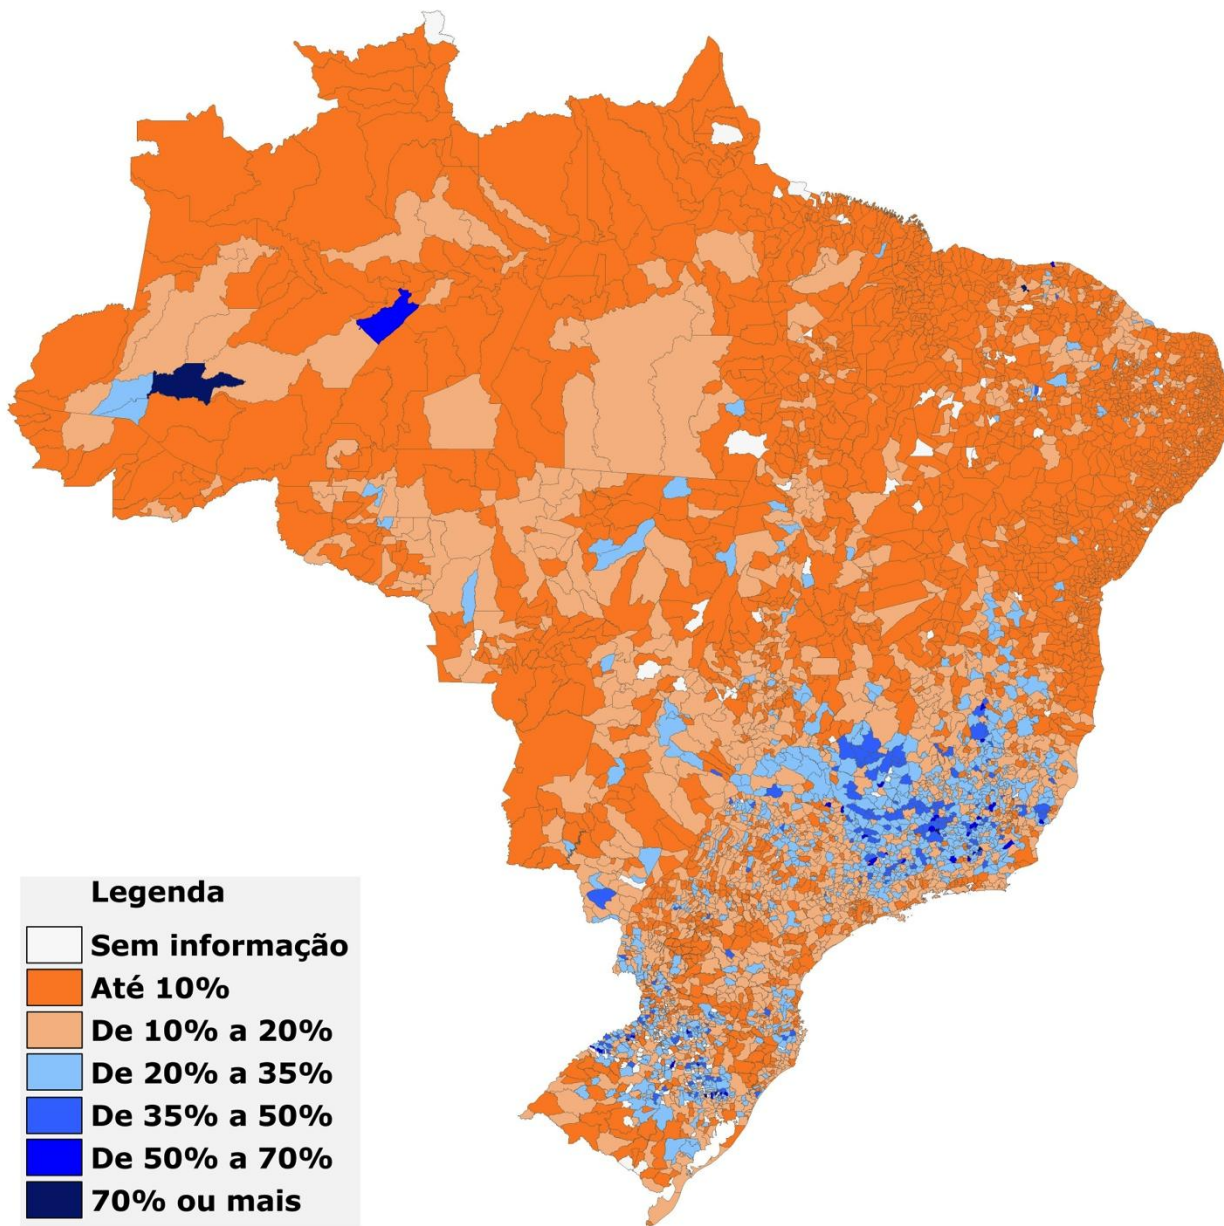 Legenda
Sem informação
Até 10%
De 10% a 20%
De 20% a 35%
De 35% a 50%
De 50% a 70%
70% ou mais